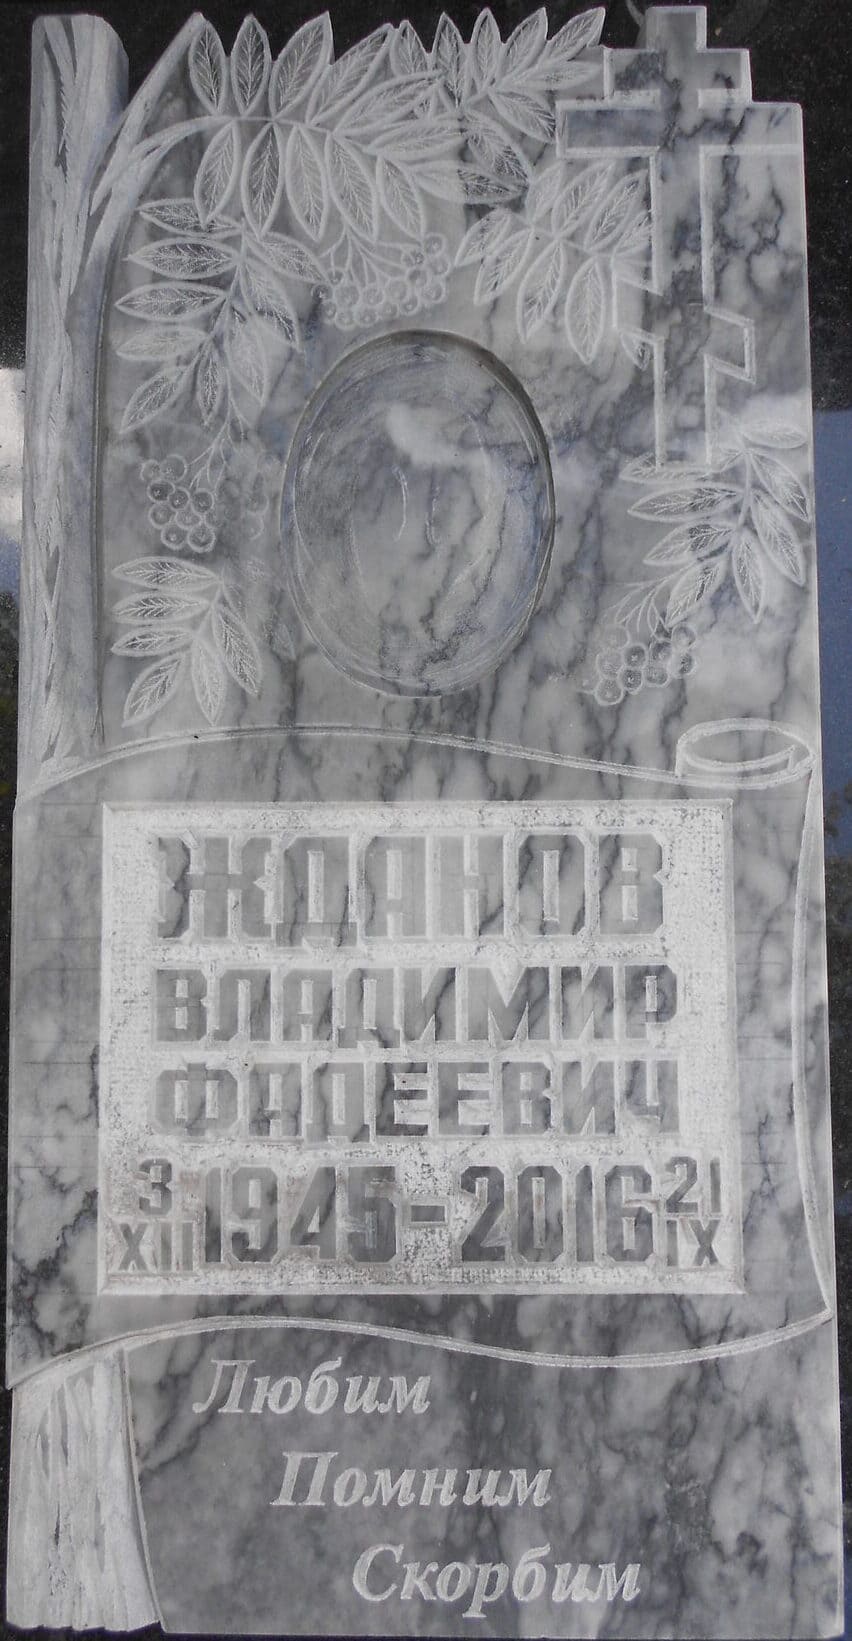 ЖДАНОВ
ВЛАДИМИР
ФАДЕЕВИЧ
3 XII 1945-2016 21 IX
Любим
Помним
Скорбим